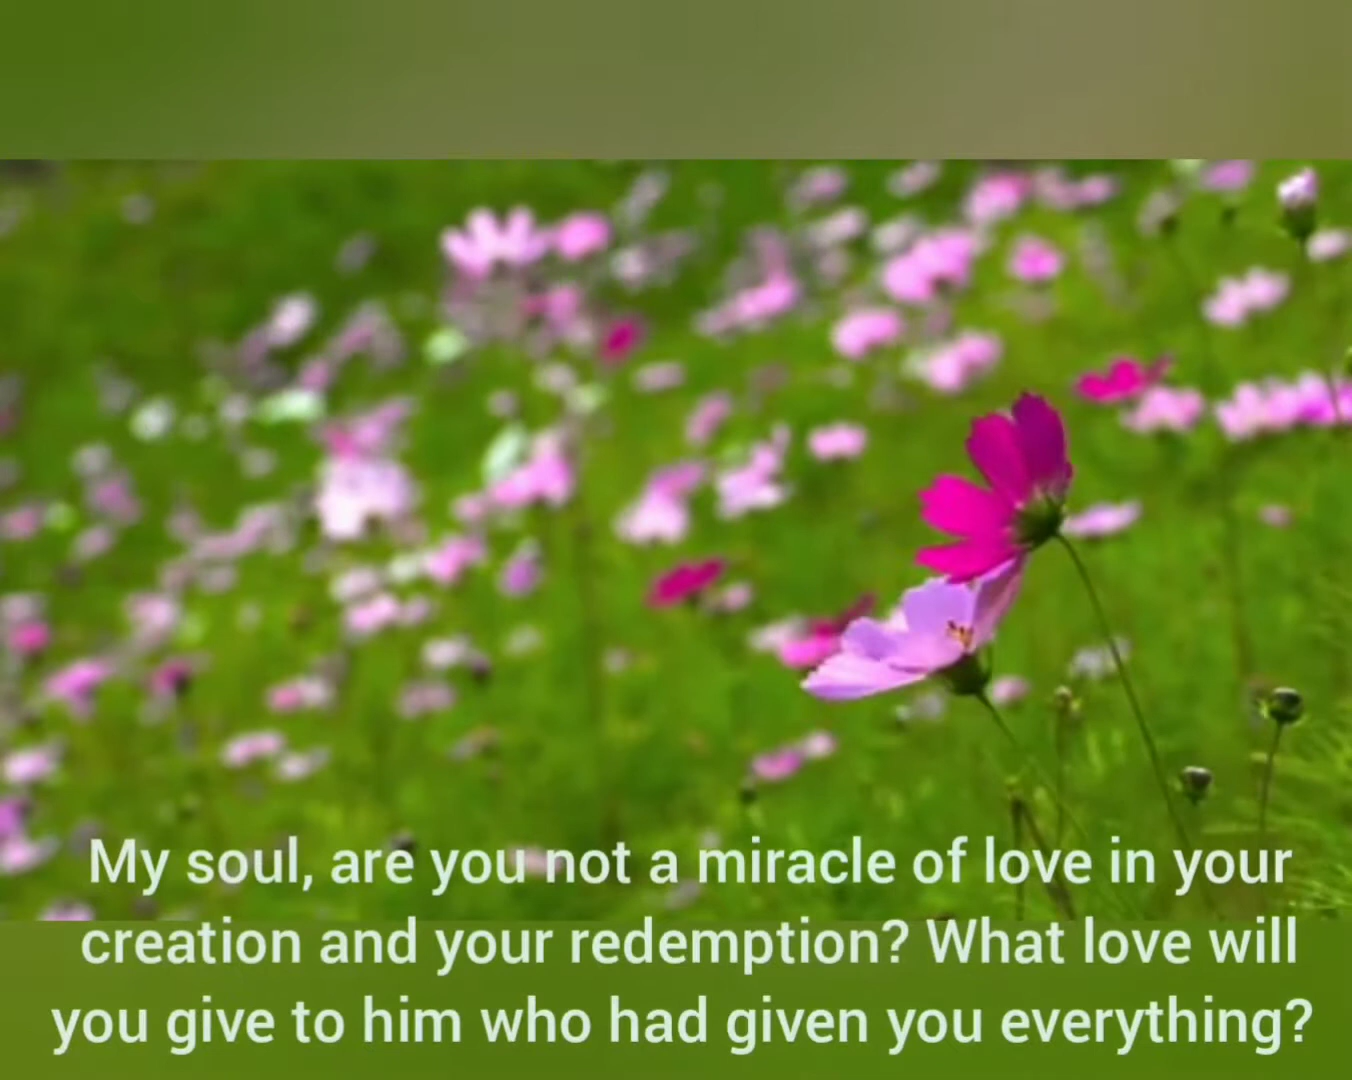 My soul, are you not a miracle of love in your
creation and your redemption? What love will
you give to him who had given you everything?